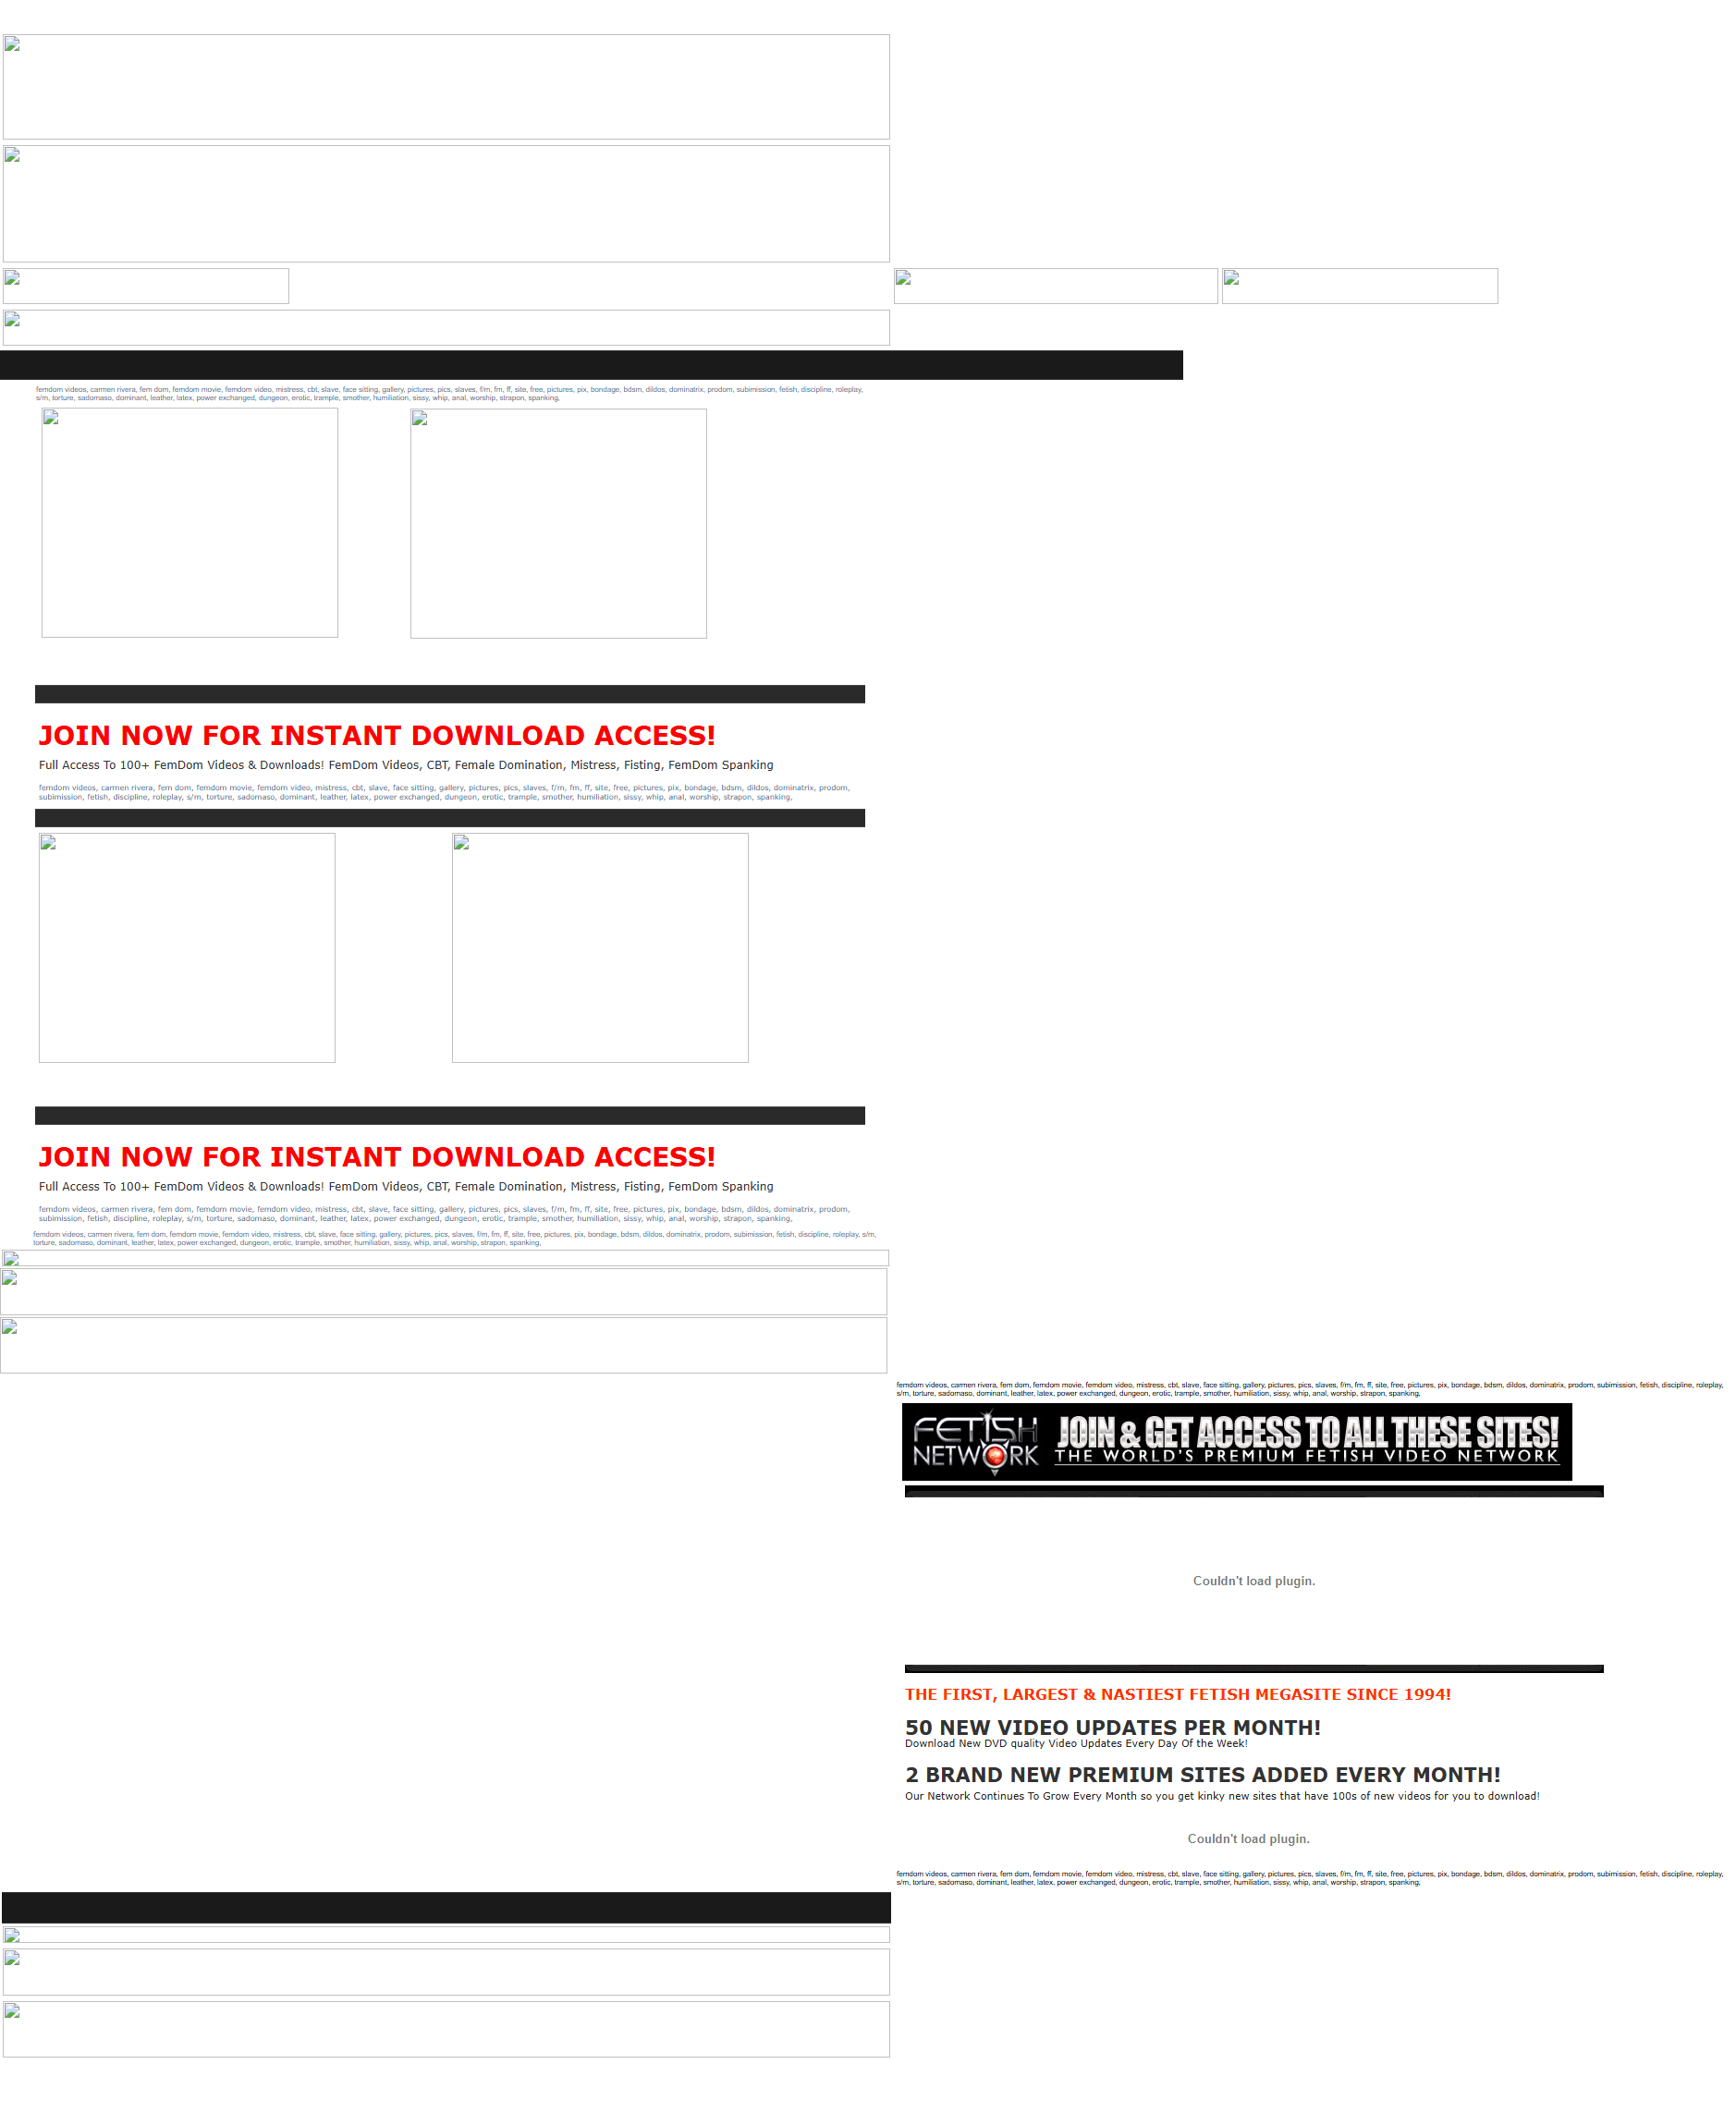 femdom videos, carmen rivera, fem dom, femdom movie, femdom video, mistress, cbt, slave, face sitting, gallery, pictures, pics, slaves, f/m, fm, ff, site, free, pictures, pix, bondage, bdsm, dildos, dominatrix, prodom, subimission, fetish, discipline, roleplay,
s/m, torture, sadomaso, dominant, leather, latex, power exchanged, dungeon, erotic, trample, smother, humiliation, sissy, whip, anal, worship, strapon, spanking,
JOIN NOW FOR INSTANT DOWNLOAD ACCESS!
Full Access To 100+ FemDom Videos & Downloads! FemDom Videos, CBT, Female Domination, Mistress, Fisting, FemDom Spanking
femdom videos, carmen rivera, fem dom, femdom movie, femdom video, mistress, cbt, slave, face sitting, gallery, pictures, pics, slaves, f/m, fm, ff, site, free, pictures, pix, bondage, bdsm, dildos, dominatrix, prodom,
subimission, fetish, discipline, roleplay, s/m, torture, sadomaso, dominant, leather, latex, power exchanged, dungeon, erotic, trample, smother, humiliation, sissy, whip, anal, worship, strapon, spanking,
JOIN NOW FOR INSTANT DOWNLOAD ACCESS!
Full Access To 100+ FemDom Videos & Downloads! FemDom Videos, CBT, Female Domination, Mistress, Fisting, FemDom Spanking
femdom videos, carmen rivera, fem dom, femdom movie, femdom video, mistress, cbt, slave, face sitting, gallery, pictures, pics, slaves, f/m, fm, ff, site, free, pictures, pix, bondage, bdsm, dildos, dominatrix, prodom,
subimission, fetish, discipline, roleplay, s/m, torture, sadomaso, dominant, leather, latex, power exchanged, dungeon, erotic, trample, smother, humiliation, sissy, whip, anal, worship, strapon, spanking,
femdom videos, carmen rivera, fem dom, femdom movie, femdom video, mistress, cbt, slave, face sitting, gallery, pictures, pics, slaves, f/m, fm, ff, site, free, pictures, pix, bondage, bdsm, dildos, dominatrix, prodom, subimission, fetish, discipline, roleplay, s/m,
torture, sadomaso, dominant, leather, latex, power exchanged, dungeon, erotic, trample, smother, humiliation, sissy, whip, anal, worship, strapon, spanking,
femdom videos, carmen rivera, fem dom, femdom movie, femdom video, mistress, cbt, slave, face sitting, gallery, pictures, pics, slaves, f/m, fm, ff, site, free, pictures, pix, bondage, bdsm, dildos, dominatrix, prodom, subimission, fetish, discipline, roleplay,
s/m, torture, sadomaso, dominant, leather, latex, power exchanged, dungeon, erotic, trample, smother, humiliation, sissy, whip, anal, worship, strapon, spanking,
FETISH NETWORK
JOIN & GET ACCESS TO ALL THESE SITES!
THE WORLD'S PREMIUM FETISH VIDEO NETWORK
Couldn't load plugin.
THE FIRST, LARGEST & NASTIEST FETISH MEGASITE SINCE 1994!
50 NEW VIDEO UPDATES PER MONTH!
Download New DVD quality Video Updates Every Day Of the Week!
2 BRAND NEW PREMIUM SITES ADDED EVERY MONTH!
Our Network Continues To Grow Every Month so you get kinky new sites that have 100s of new videos for you to download!
Couldn't load plugin.
femdom videos, carmen rivera, fem dom, femdom movie, femdom video, mistress, cbt, slave, face sitting, gallery, pictures, pics, slaves, f/m, fm, ff, site, free, pictures, pix, bondage, bdsm, dildos, dominatrix, prodom, subimission, fetish, discipline, roleplay,
s/m, torture, sadomaso, dominant, leather, latex, power exchanged, dungeon, erotic, trample, smother, humiliation, sissy, whip, anal, worship, strapon, spanking,